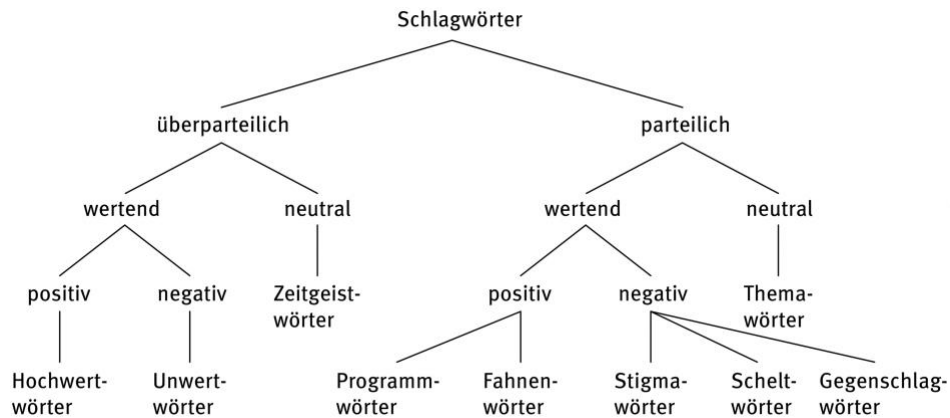 Schlagwörter
überparteilich parteilich
wertend neutral wertend neutral
positiv negativ Zeitgeist- positiv negativ Thema-
wörter wörter
Hochwert- Unwert- Programm- Fahnen- Stigma- Schelt- Gegenschlag-
wörter wörter wörter wörter wörter wörter wörter